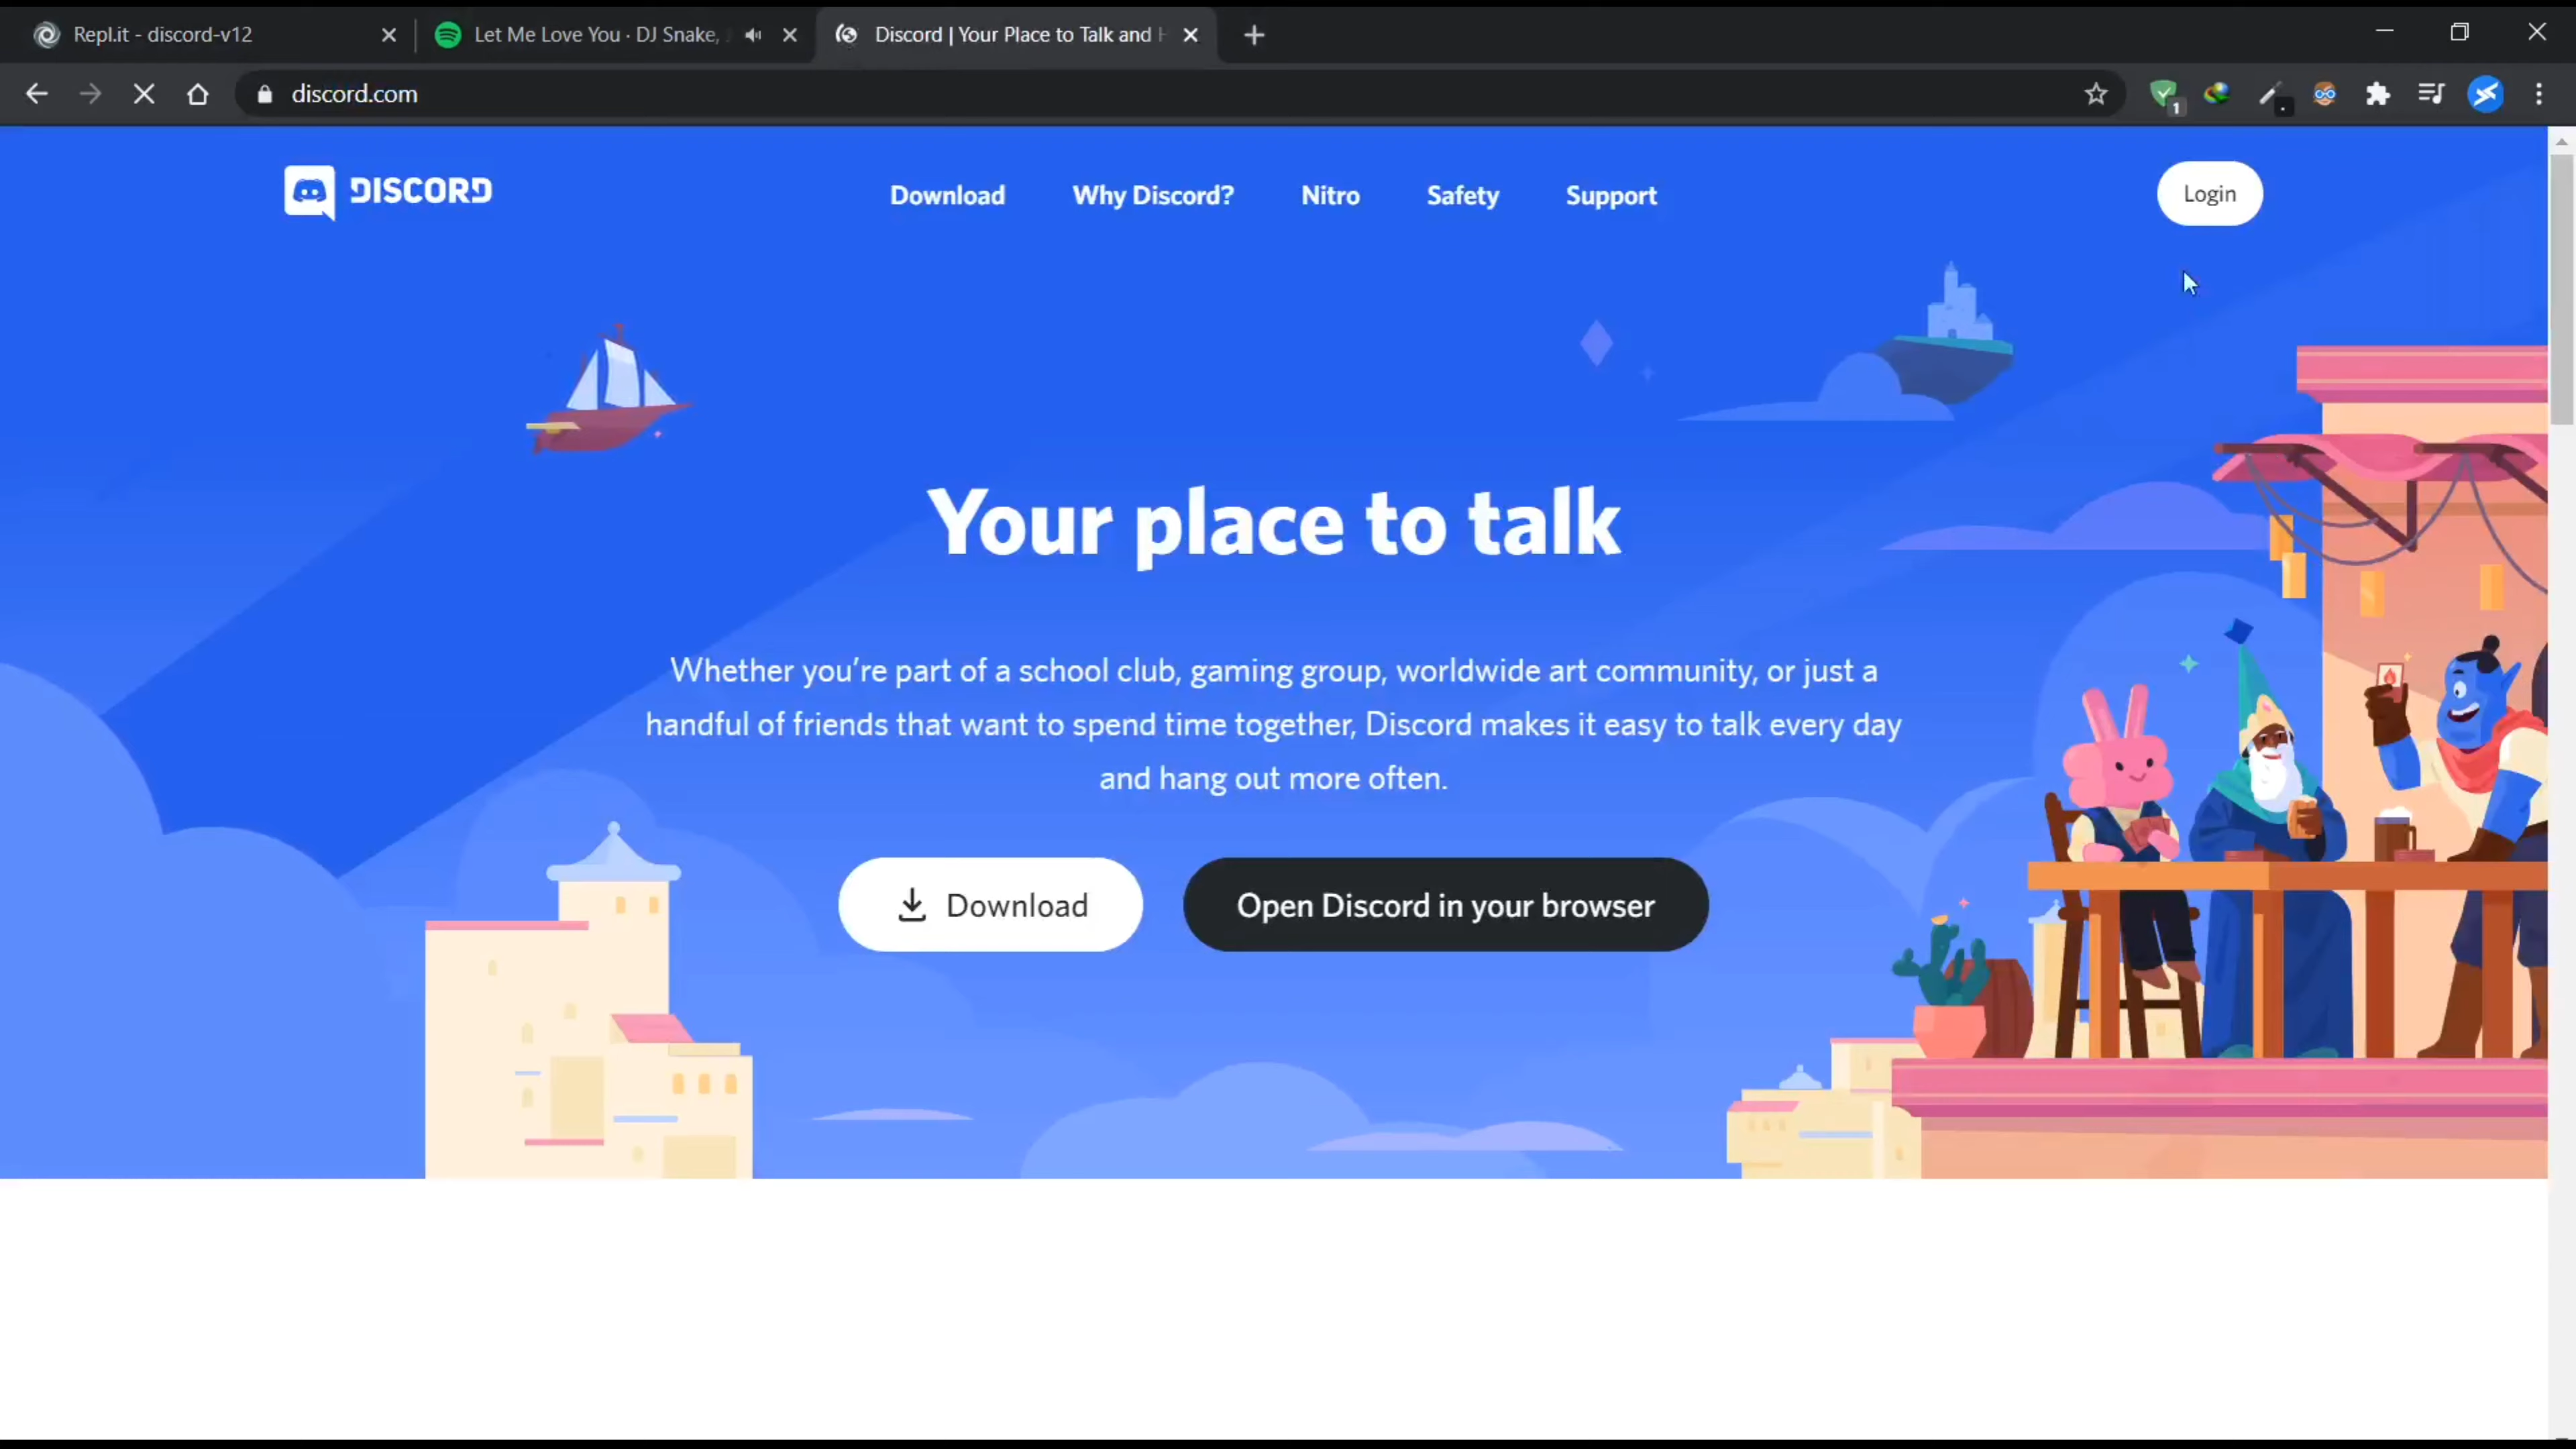 Repl.it - discord-v12
Let Me Love You · DJ Snake,
Discord | Your Place to Talk and H
discord.com
1
DISCORD
Download
Why Discord?
Nitro
Safety
Support
Login
Your place to talk
Whether you're part of a school club, gaming group, worldwide art community, or just a
handful of friends that want to spend time together, Discord makes it easy to talk every day
and hang out more often.
Download
Open Discord in your browser